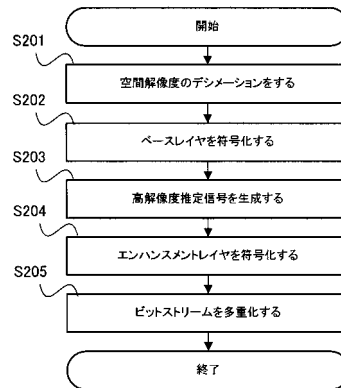 開始
S201
空間解像度のデシメーションをする
S202
ベースレイヤを符号化する
S203
高解像度推定信号を生成する
S204
エンハンスメントレイヤを符号化する
S205
ビットストリームを多重化する
終了